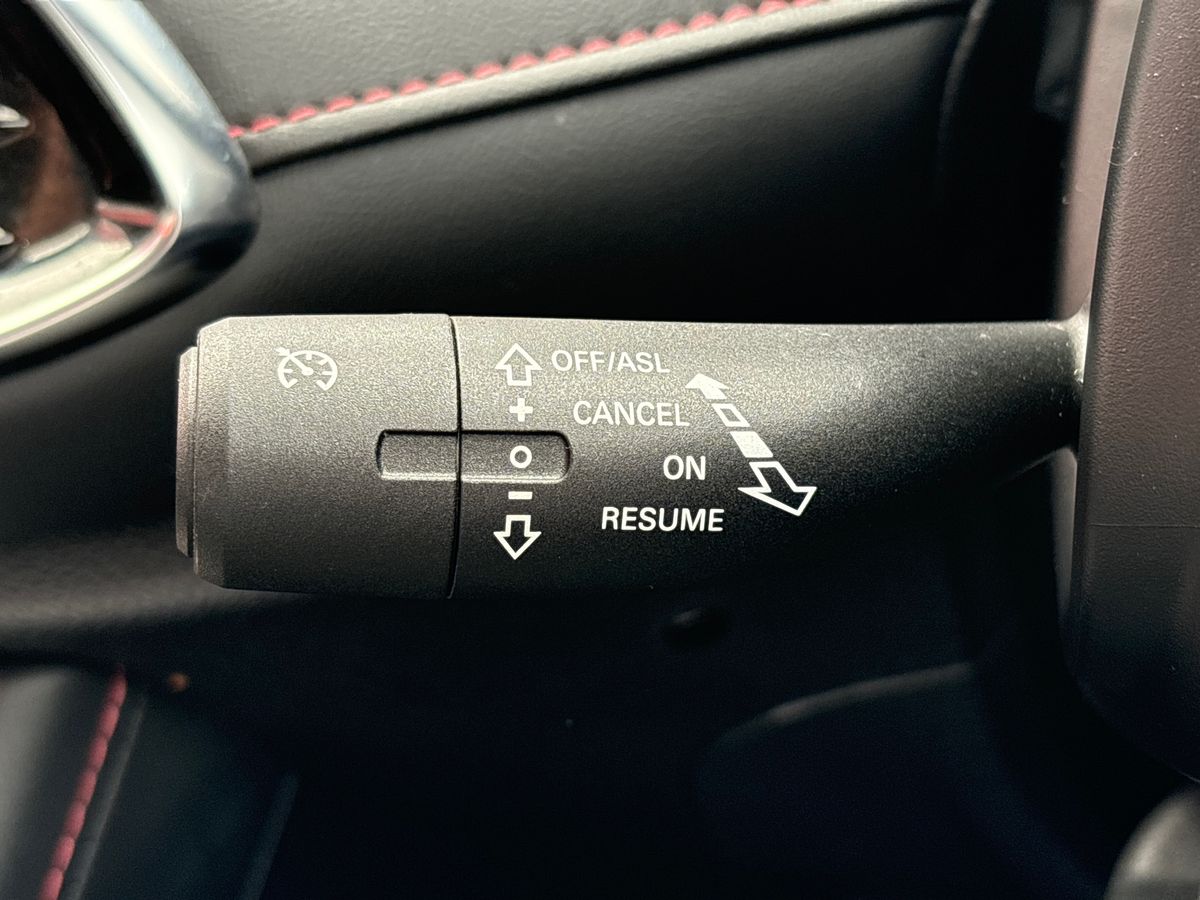 OFF/ASL
+ CANCEL
O ON
- RESUME